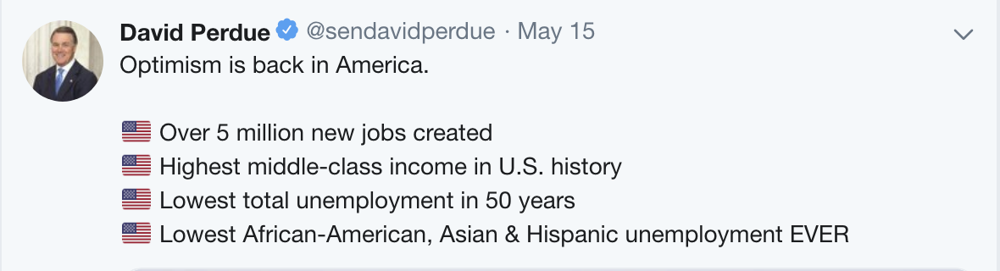 David Perdue @sendavidperdue · May 15
Optimism is back in America.
🇺🇸 Over 5 million new jobs created
🇺🇸 Highest middle-class income in U.S. history
🇺🇸 Lowest total unemployment in 50 years
🇺🇸 Lowest African-American, Asian & Hispanic unemployment EVER